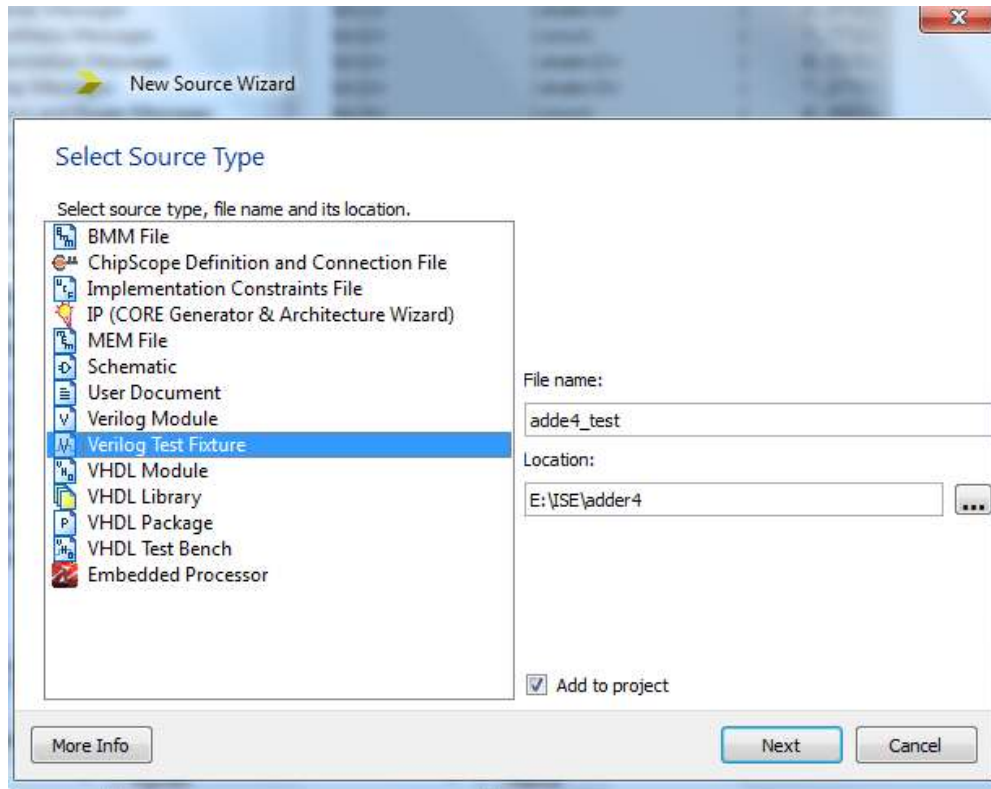 New Source Wizard
Select Source Type
Select source type, file name and its location.
BMM File
ChipScope Definition and Connection File
Implementation Constraints File
IP (CORE Generator & Architecture Wizard)
MEM File
Schematic
User Document
Verilog Module
Verilog Test Fixture
VHDL Module
VHDL Library
VHDL Package
VHDL Test Bench
Embedded Processor
File name:
adde4_test
Location:
E:\ISE\adder4
...
Add to project
More Info
Next
Cancel